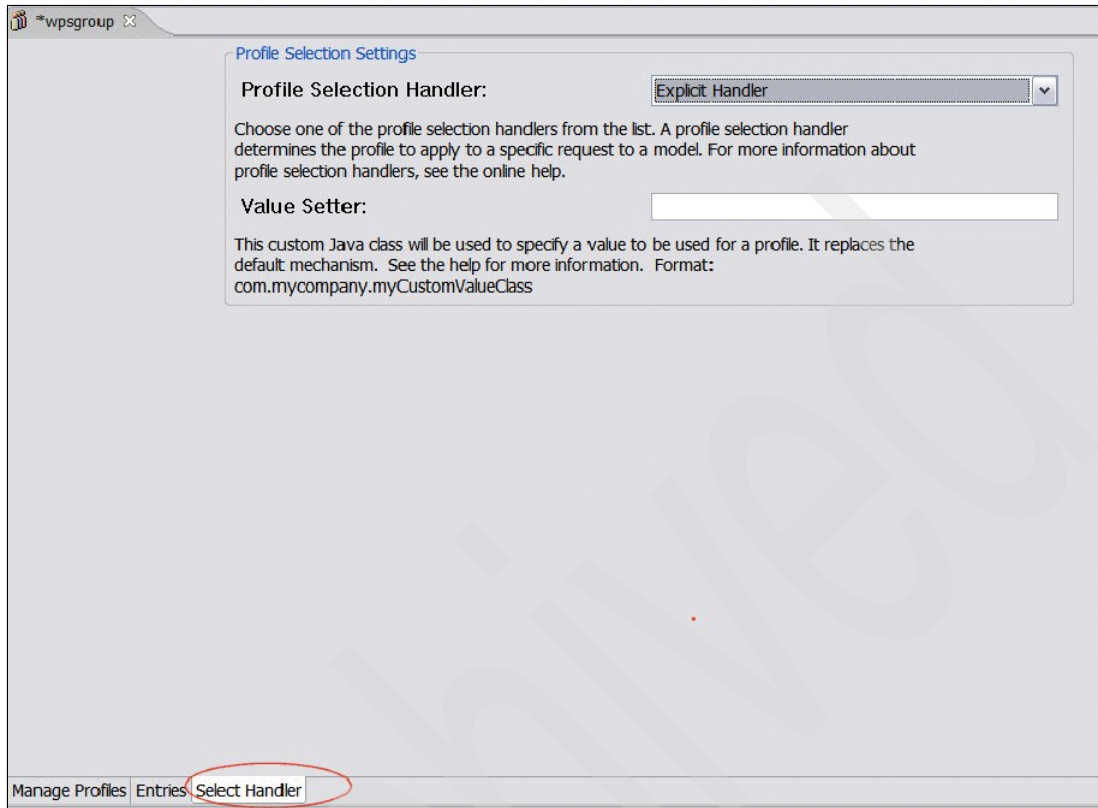 *wpsgroup
Profile Selection Settings
Profile Selection Handler:
Explicit Handler
Choose one of the profile selection handlers from the list. A profile selection handler
determines the profile to apply to a specific request to a model. For more information about
profile selection handlers, see the online help.
Value Setter:
This custom Java class will be used to specify a value to be used for a profile. It replaces the
default mechanism. See the help for more information. Format:
com.mycompany.myCustomValueClass
hived
Manage Profiles Entries Select Handler